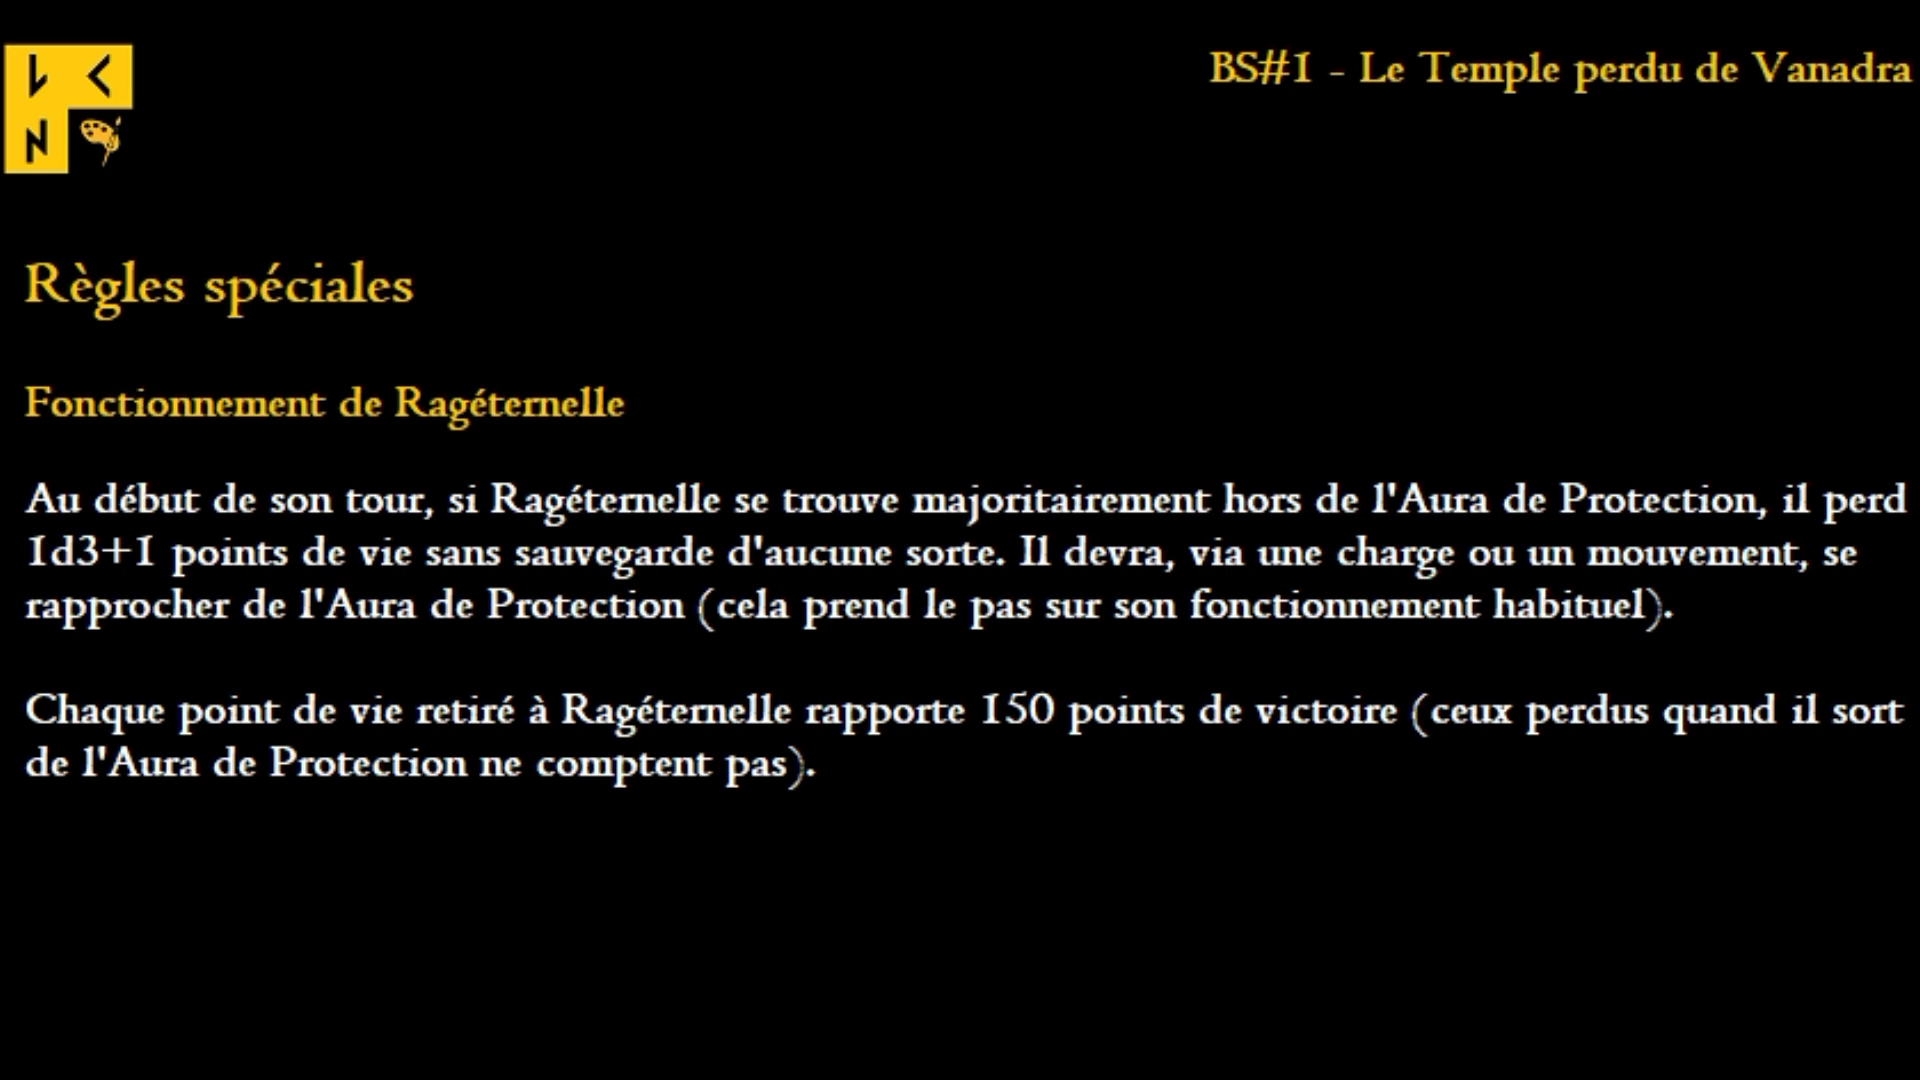 BS#1 - Le Temple perdu de Vanadra
Règles spéciales
Fonctionnement de Ragéternelle
Au début de son tour, si Ragéternelle se trouve majoritairement hors de l'Aura de Protection, il perd
1d3+1 points de vie sans sauvegarde d'aucune sorte. Il devra, via une charge ou un mouvement, se
rapprocher de l'Aura de Protection (cela prend le pas sur son fonctionnement habituel).
Chaque point de vie retiré à Ragéternelle rapporte 150 points de victoire (ceux perdus quand il sort
de l'Aura de Protection ne comptent pas).